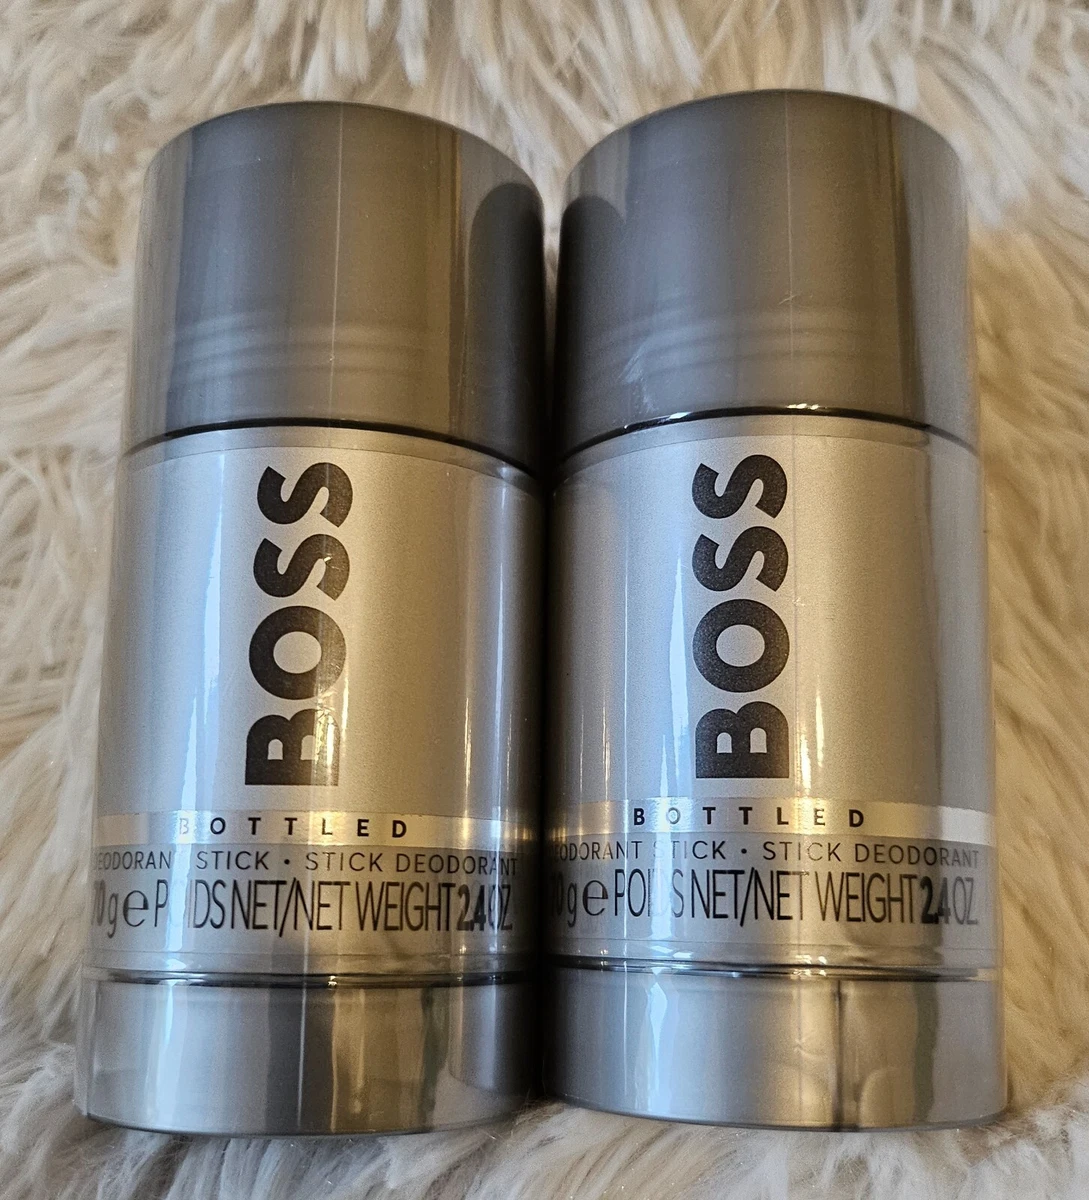 BOSS
BOTTLED
DEODORANT STICK • STICK DEODORANT
70 g e POIDS NET/NET WEIGHT 2.4 OZ
BOSS
BOTTLED
DEODORANT STICK • STICK DEODORANT
70 g e POIDS NET/NET WEIGHT 2.4 OZ